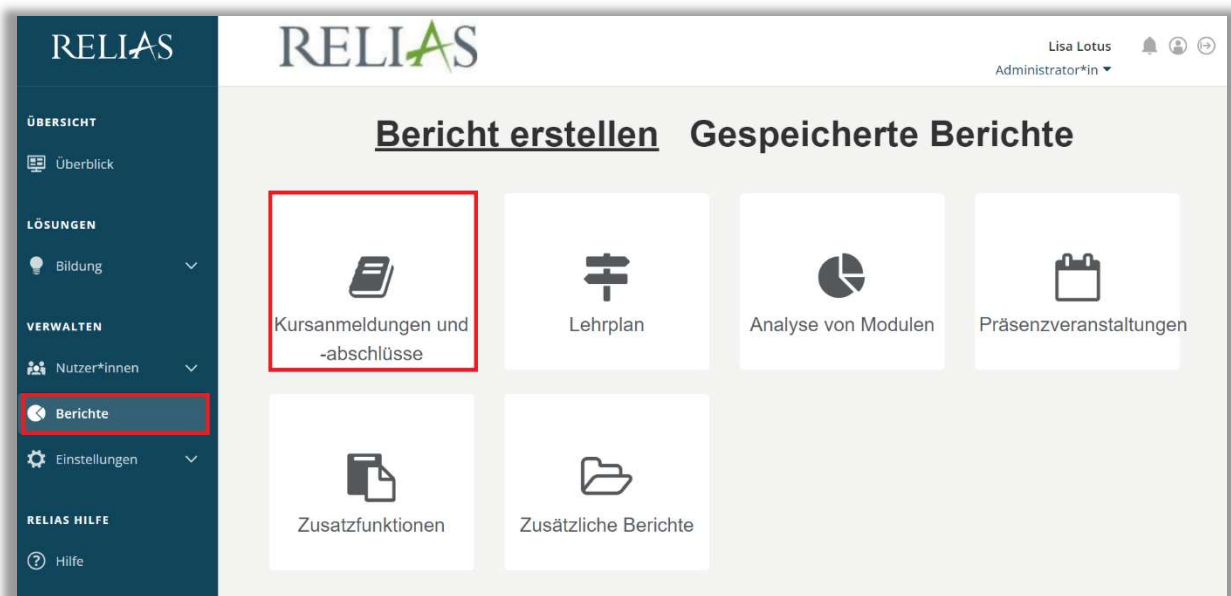 RELIAS
ÜBERSICHT
Überblick
LÖSUNGEN
Bildung
VERWALTEN
Nutzer*innen
Berichte
Einstellungen
RELIAS HILFE
Hilfe
RELIAS
Lisa Lotus
Administrator*in
Bericht erstellen Gespeicherte Berichte
Kursanmeldungen und
-abschlüsse
Lehrplan
Analyse von Modulen
Präsenzveranstaltungen
Zusatzfunktionen
Zusätzliche Berichte